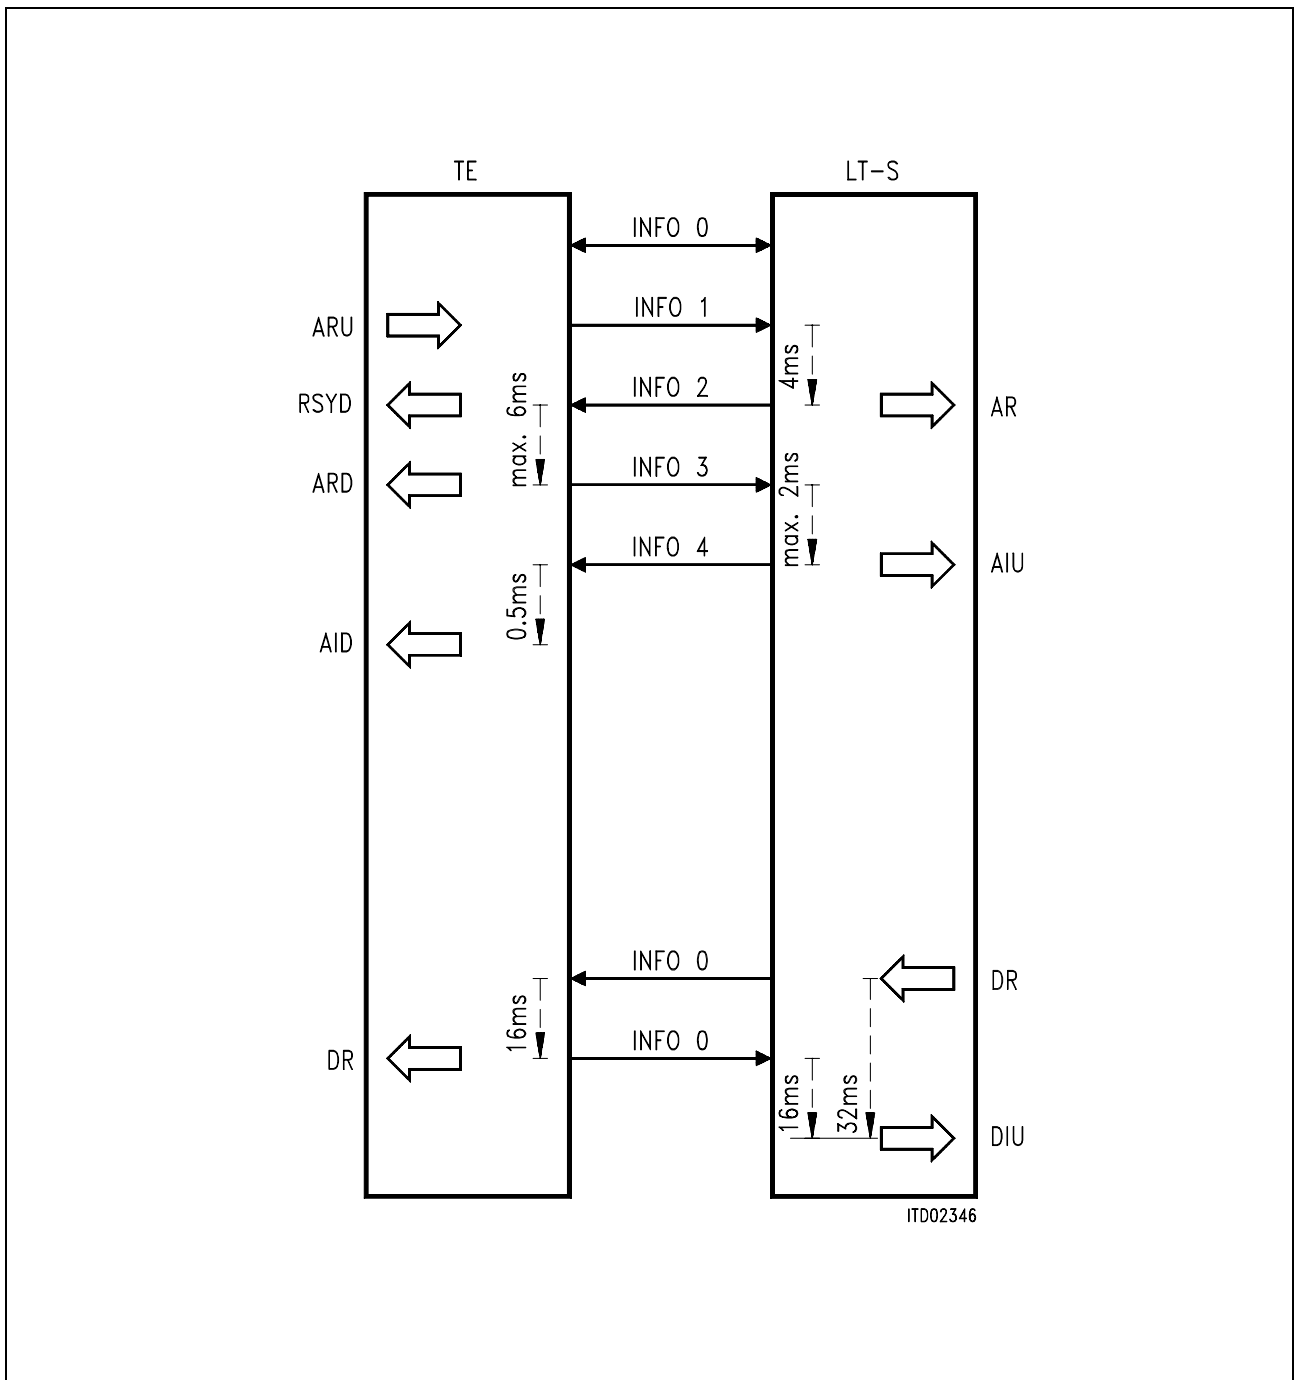 TE
LT-S
INFO 0
ARU
INFO 1
4ms
RSYD
max. 6ms
INFO 2
AR
ARD
INFO 3
max. 2ms
INFO 4
AIU
0.5ms
AID
INFO 0
DR
16ms
INFO 0
DR
16ms
32ms
DIU
ITD02346